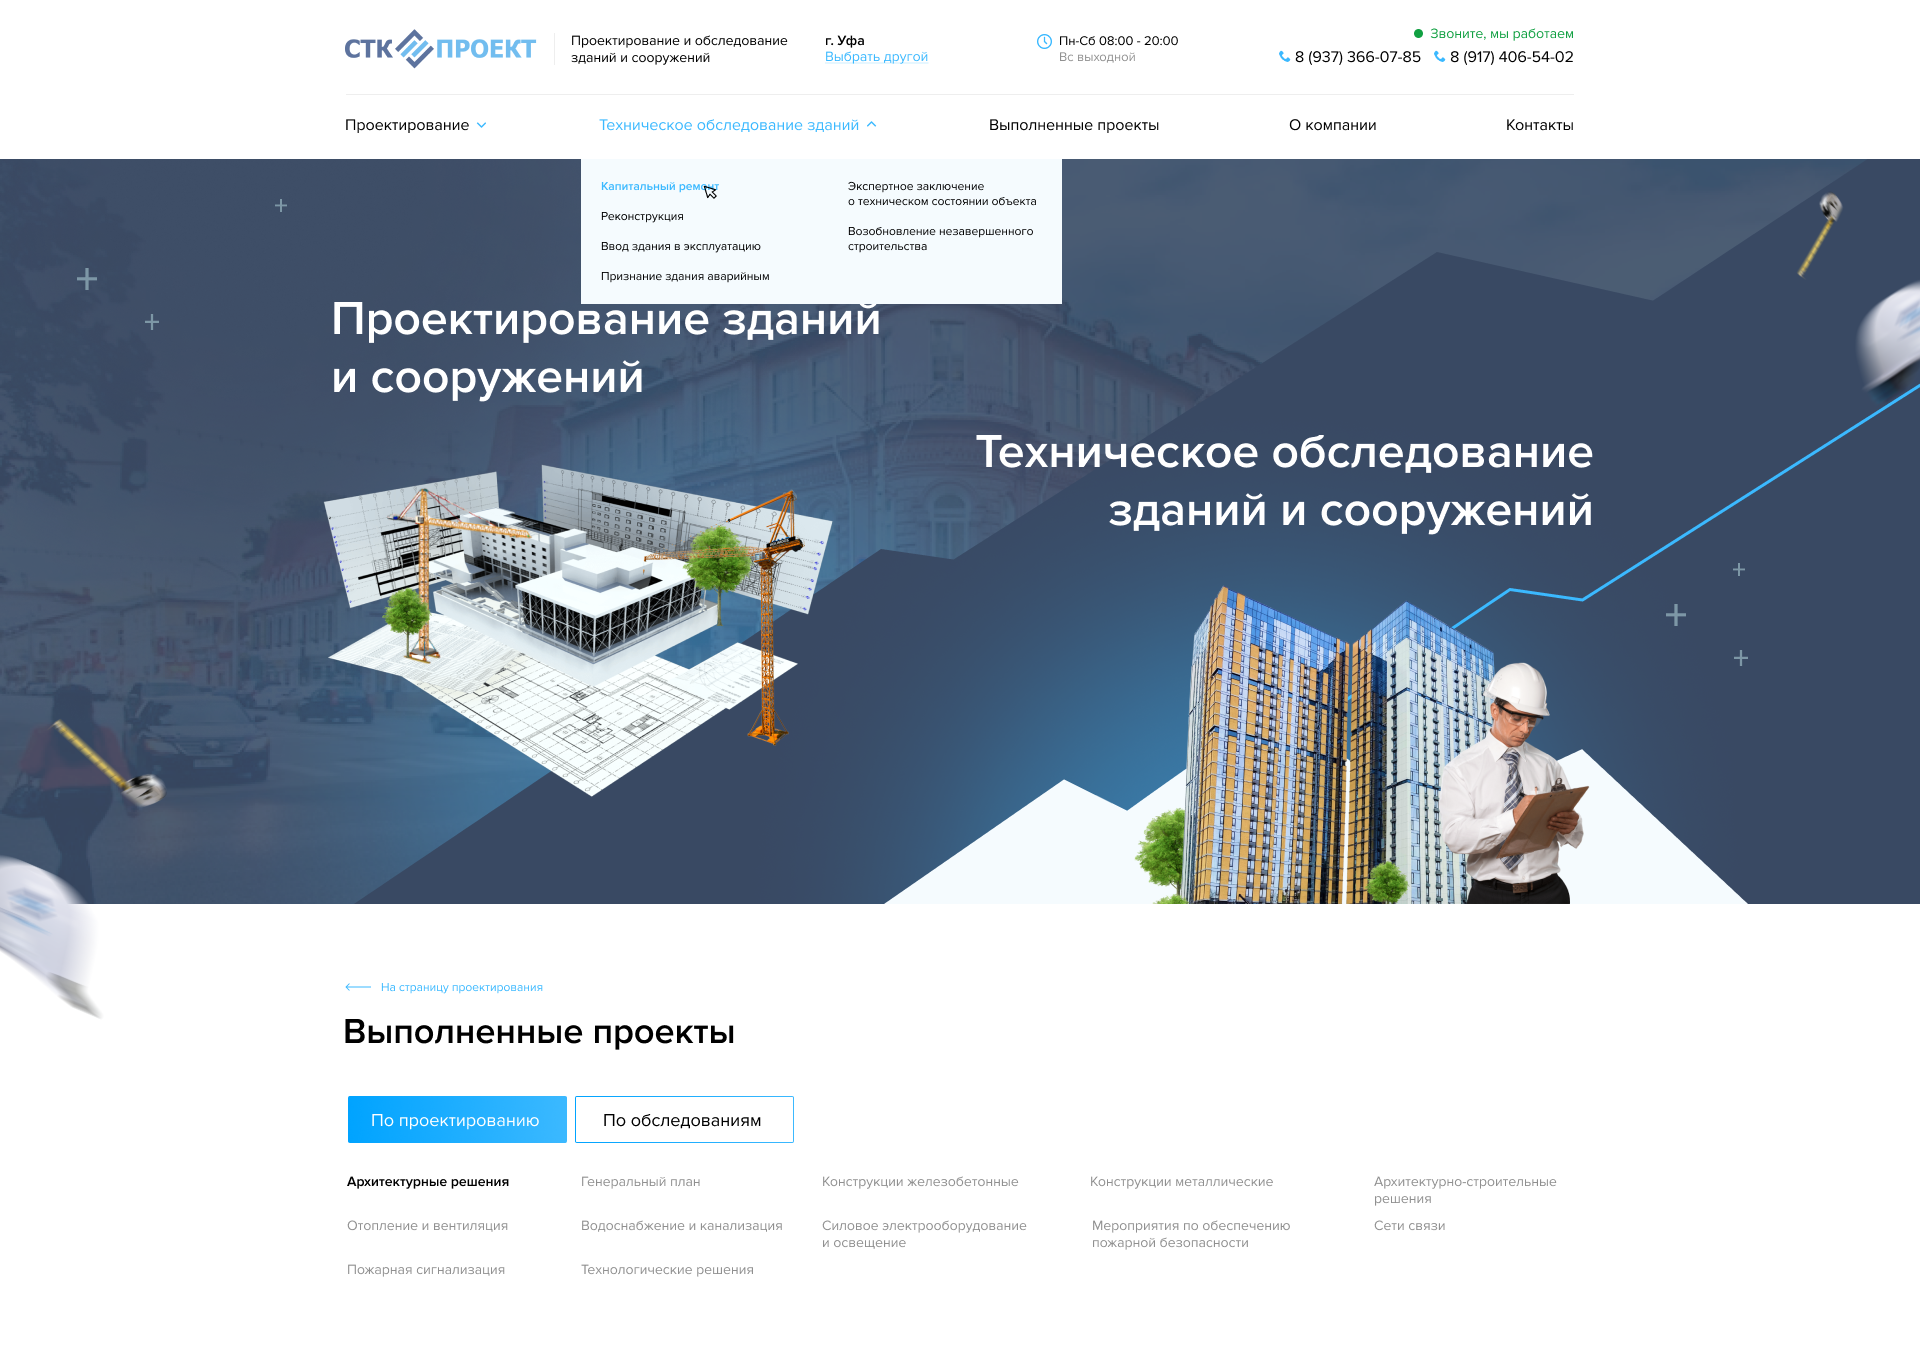 СТК ПРОЕКТ
Проектирование и обследование
зданий и сооружений
г. Уфа
Выбрать другой
Пн-Сб 08:00 - 20:00
Вс выходной
Звоните, мы работаем
8 (937) 366-07-85
8 (917) 406-54-02
Проектирование
Техническое обследование зданий
Выполненные проекты
О компании
Контакты
Капитальный ремонт
Реконструкция
Ввод здания в эксплуатацию
Признание здания аварийным
Экспертное заключение
о техническом состоянии объекта
Возобновление незавершенного
строительства
Проектирование зданий
и сооружений
Техническое обследование
зданий и сооружений
На страницу проектирования
Выполненные проекты
По проектированию
По обследованиям
Архитектурные решения
Генеральный план
Конструкции железобетонные
Конструкции металлические
Архитектурно-строительные
решения
Отопление и вентиляция
Водоснабжение и канализация
Силовое электрооборудование
и освещение
Мероприятия по обеспечению
пожарной безопасности
Сети связи
Пожарная сигнализация
Технологические решения